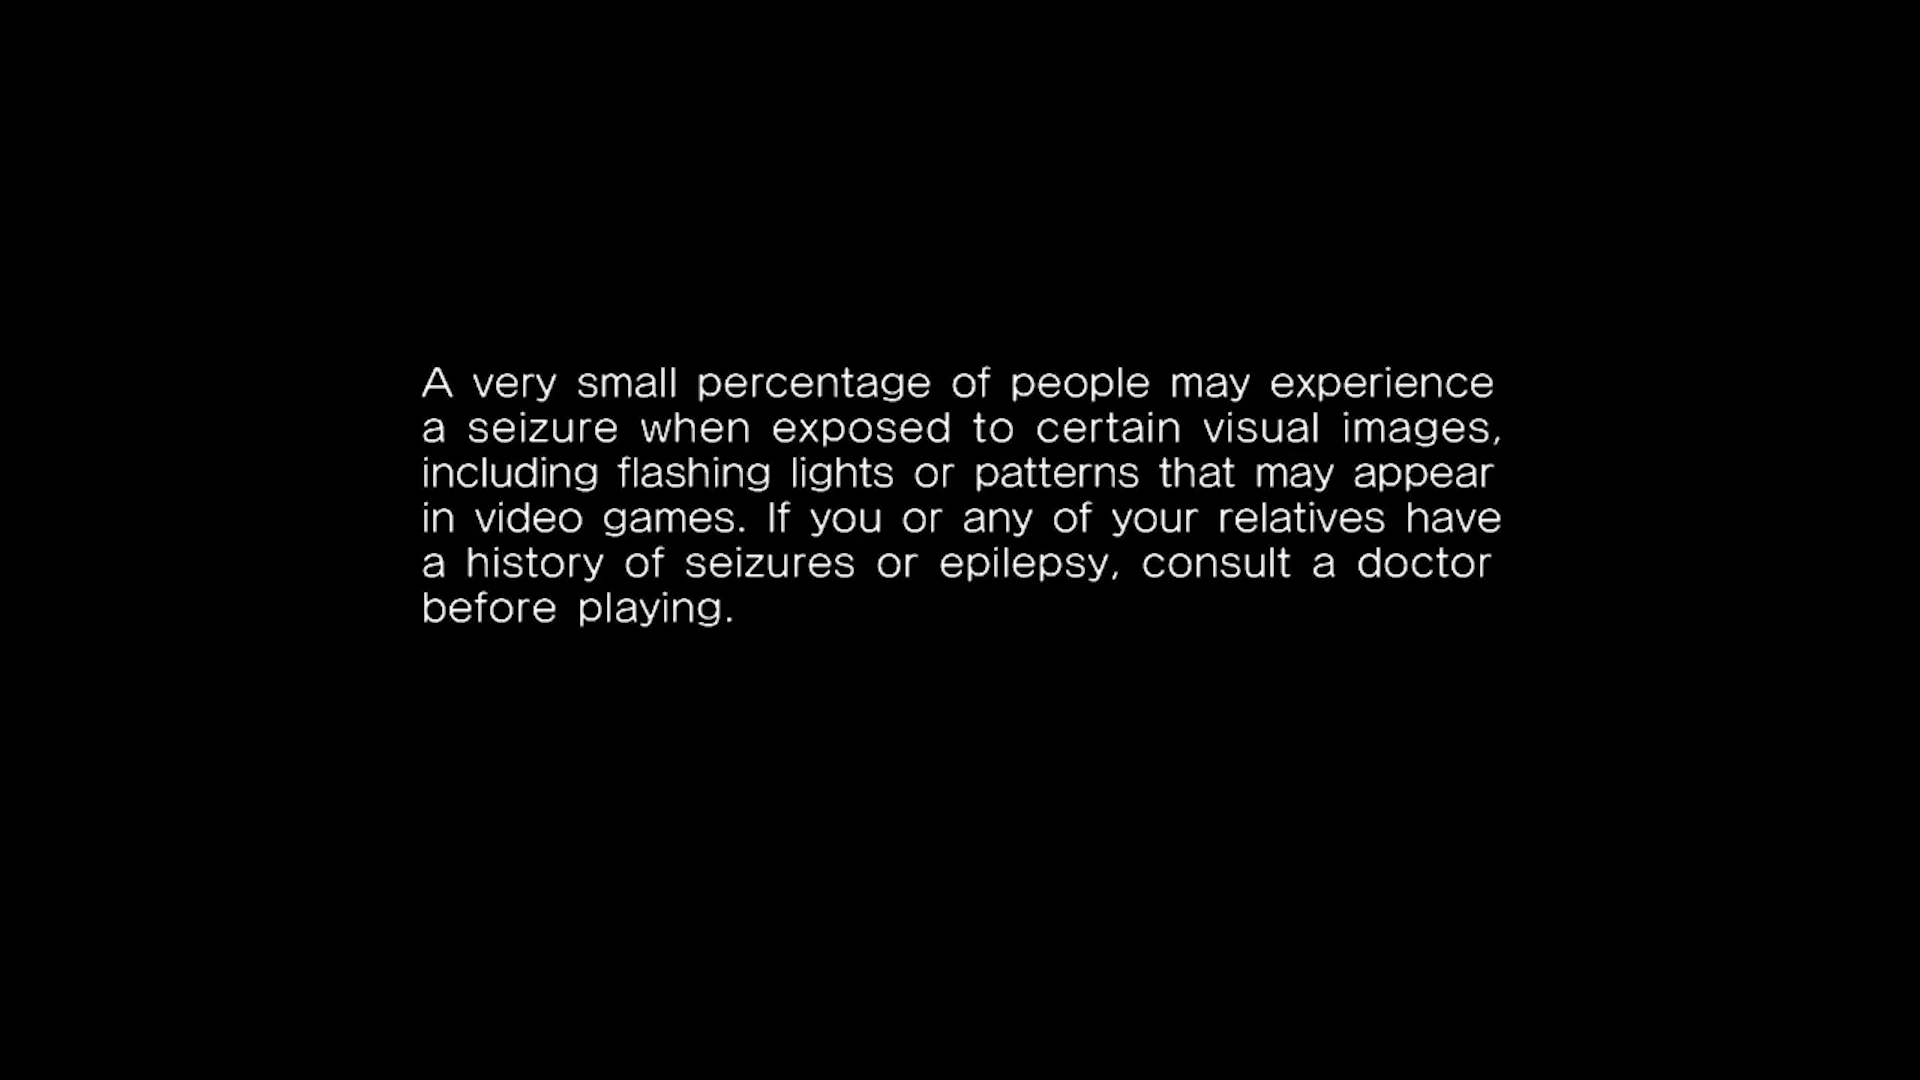 A very small percentage of people may experience
a seizure when exposed to certain visual images,
including flashing lights or patterns that may appear
in video games. If you or any of your relatives have
a history of seizures or epilepsy, consult a doctor
before playing.